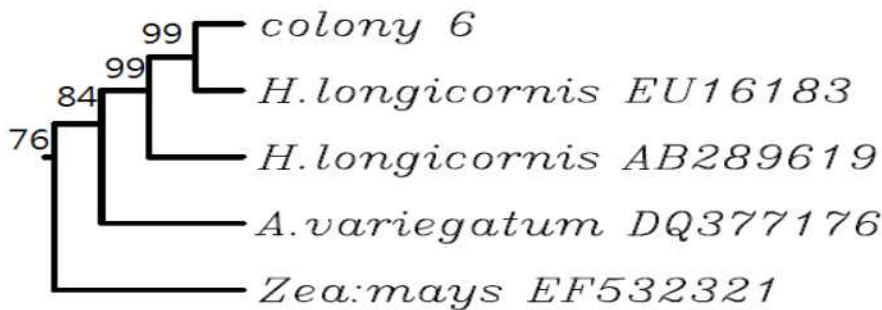 99 colony 6
99
84 H.longicornis EU16183
76 H.longicornis AB289619
A.variegatum DQ377176
Zea:mays EF532321